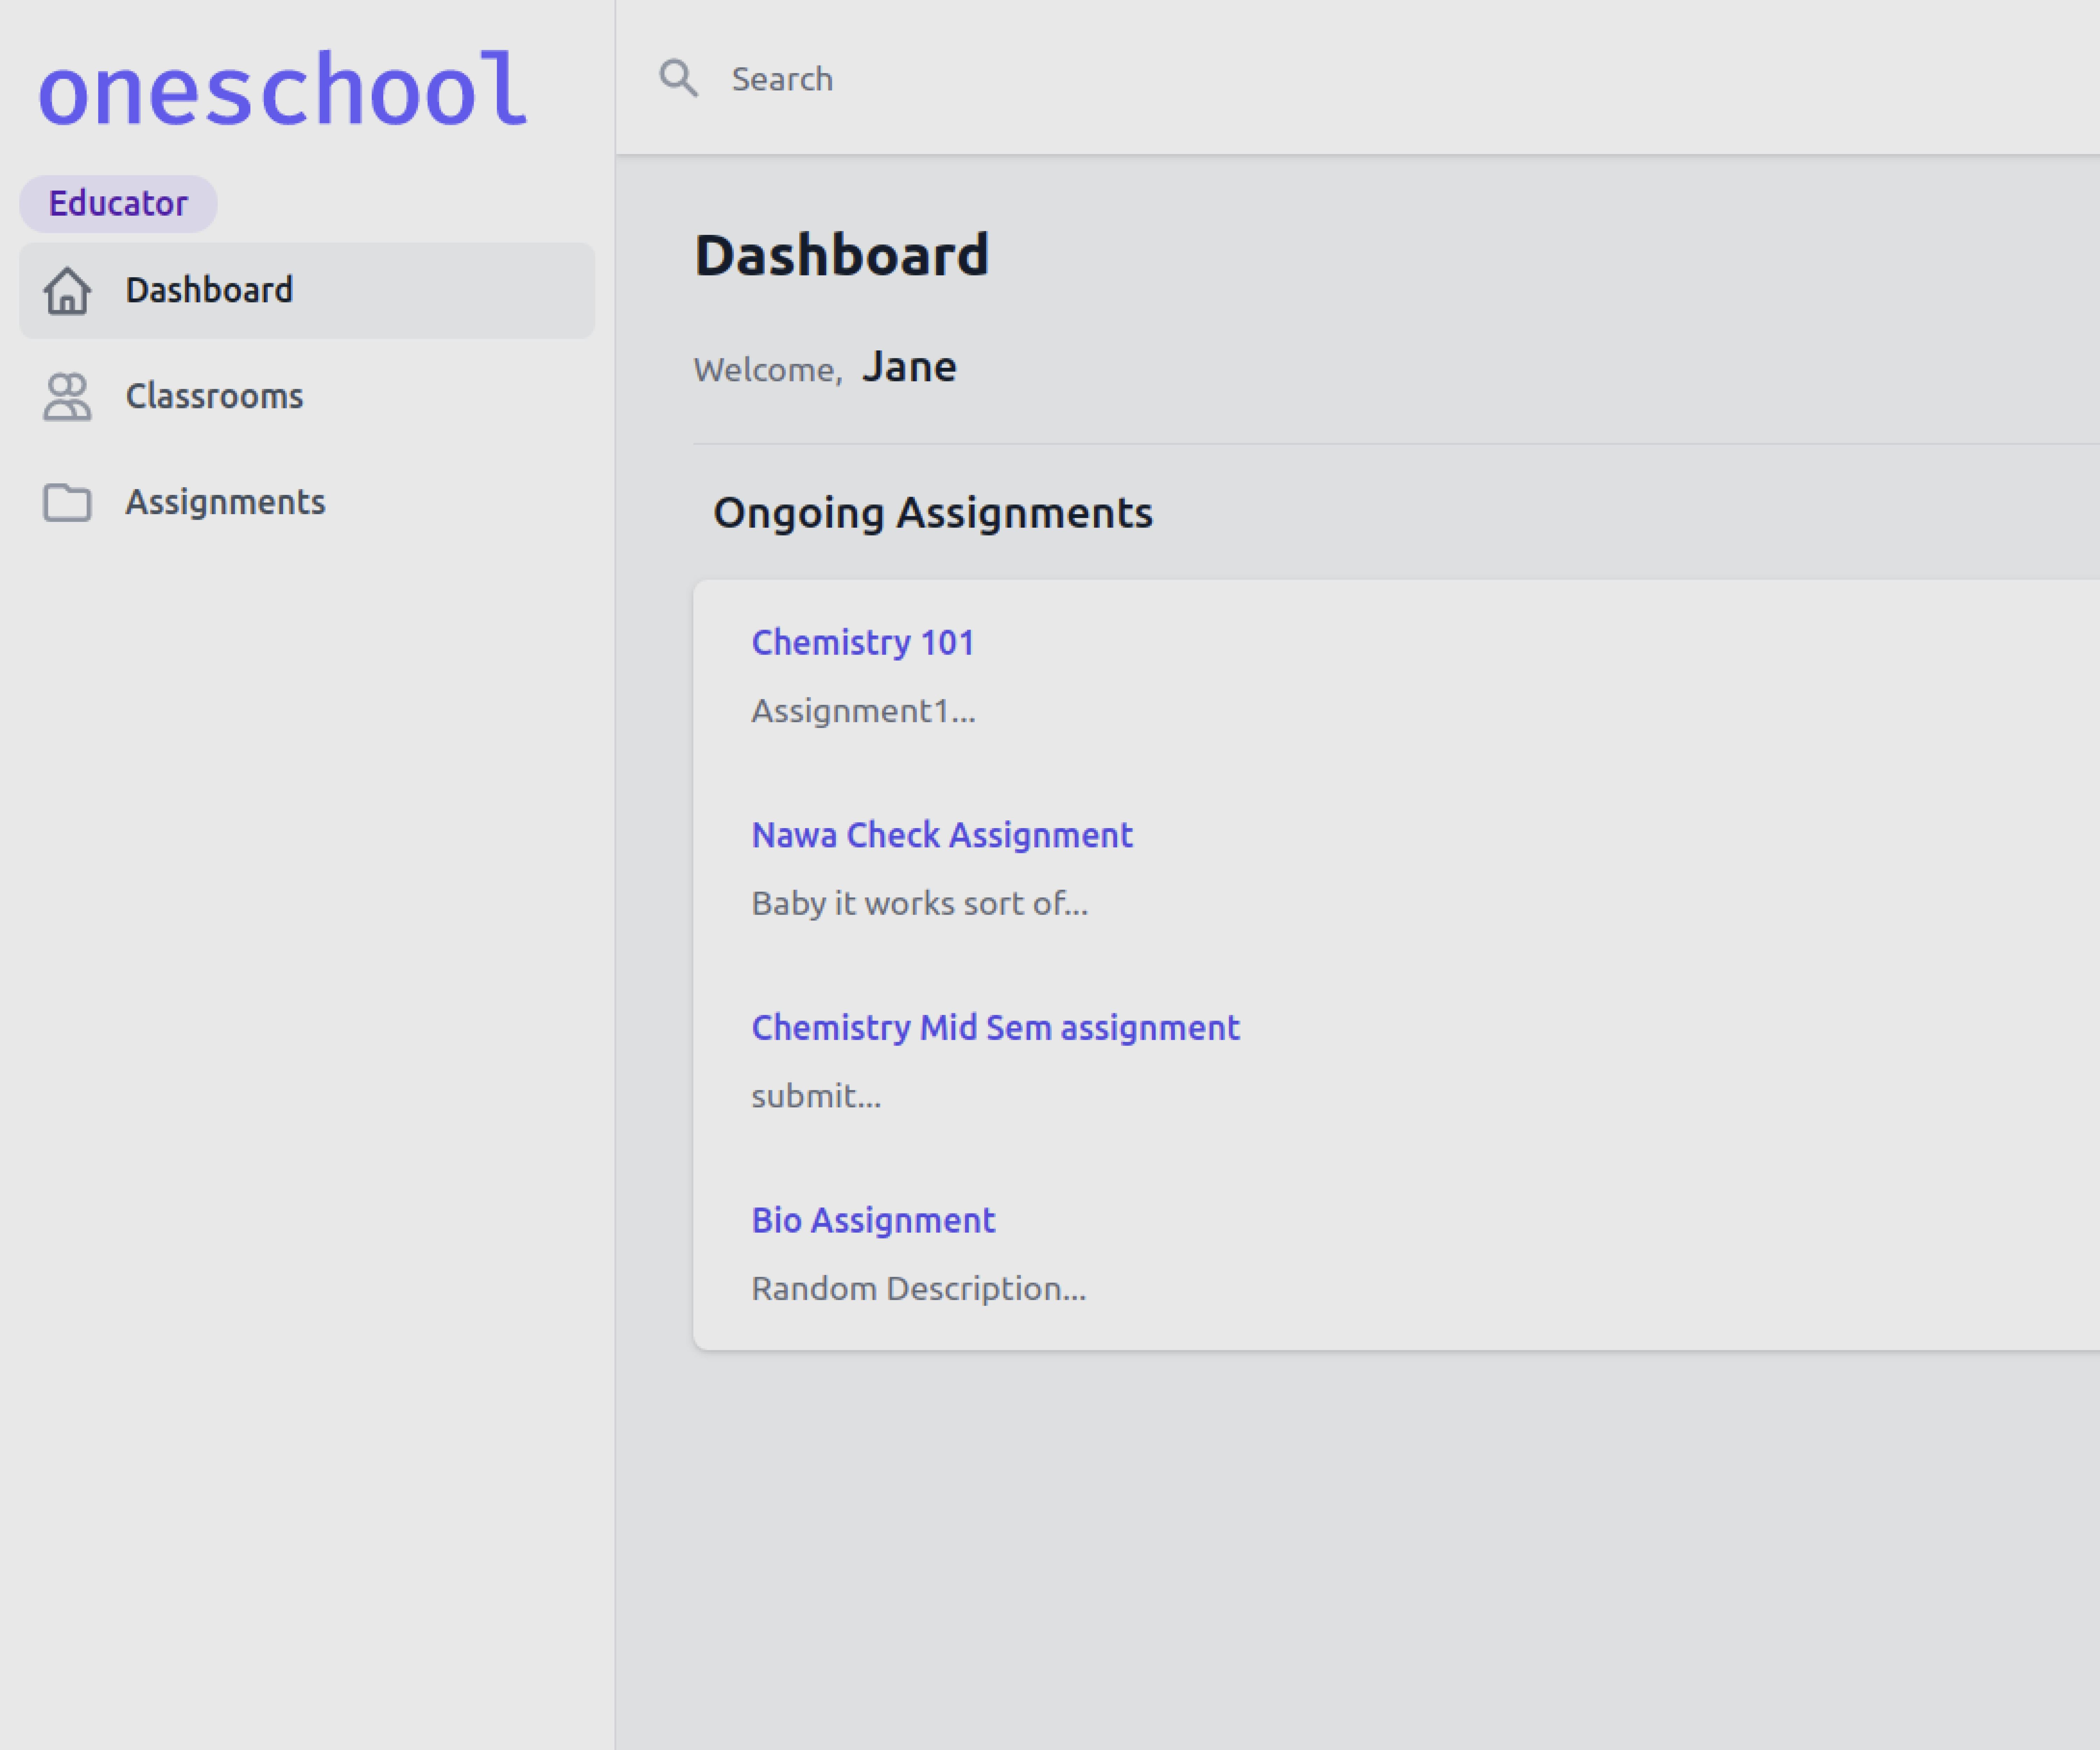 oneschool
Educator
Dashboard
Classrooms
Assignments
Search
Dashboard
Welcome, Jane
Ongoing Assignments
Chemistry 101
Assignment1...
Nawa Check Assignment
Baby it works sort of...
Chemistry Mid Sem assignment
submit...
Bio Assignment
Random Description...